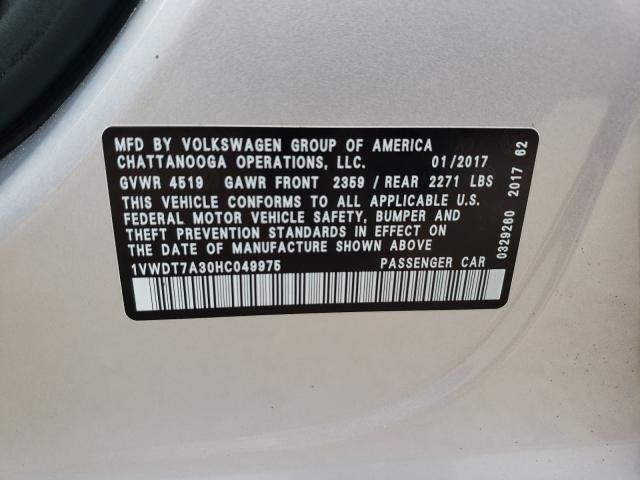 MFD BY VOLKSWAGEN GROUP OF AMERICA
CHATTANOOGA OPERATIONS, LLC. 01/2017
GVWR 4519 GAWR FRONT 2359 / REAR 2271 LBS
THIS VEHICLE CONFORMS TO ALL APPLICABLE U.S.
FEDERAL MOTOR VEHICLE SAFETY, BUMPER AND
THEFT PREVENTION STANDARDS IN EFFECT ON
THE DATE OF MANUFACTURE SHOWN ABOVE
1VWDT7A30HC049975 PASSENGER CAR
0329260 2017 62